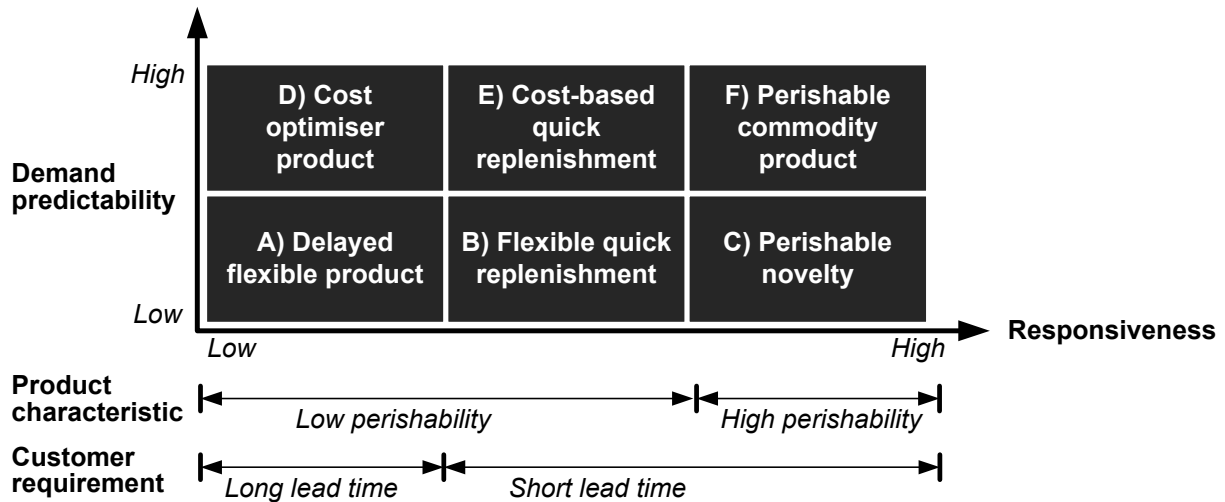 High
D) Cost
optimiser
product
E) Cost-based
quick
replenishment
F) Perishable
commodity
product
Demand
predictability
A) Delayed
flexible product
B) Flexible quick
replenishment
C) Perishable
novelty
Low
Low
High
Responsiveness
Product
characteristic
Low perishability
High perishability
Customer
requirement
Long lead time
Short lead time